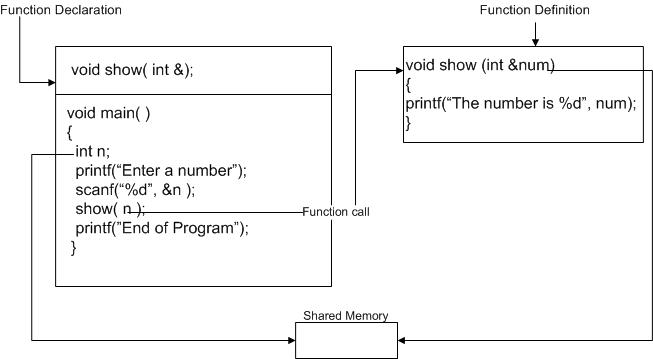 Function Declaration
Function Definition
void show( int &);
void main( )
{
int n;
printf(“Enter a number”);
scanf(“%d”, &n );
show( n );
printf(”End of Program”);
}
Function call
void show (int &num)
{
printf(“The number is %d”, num);
}
Shared Memory